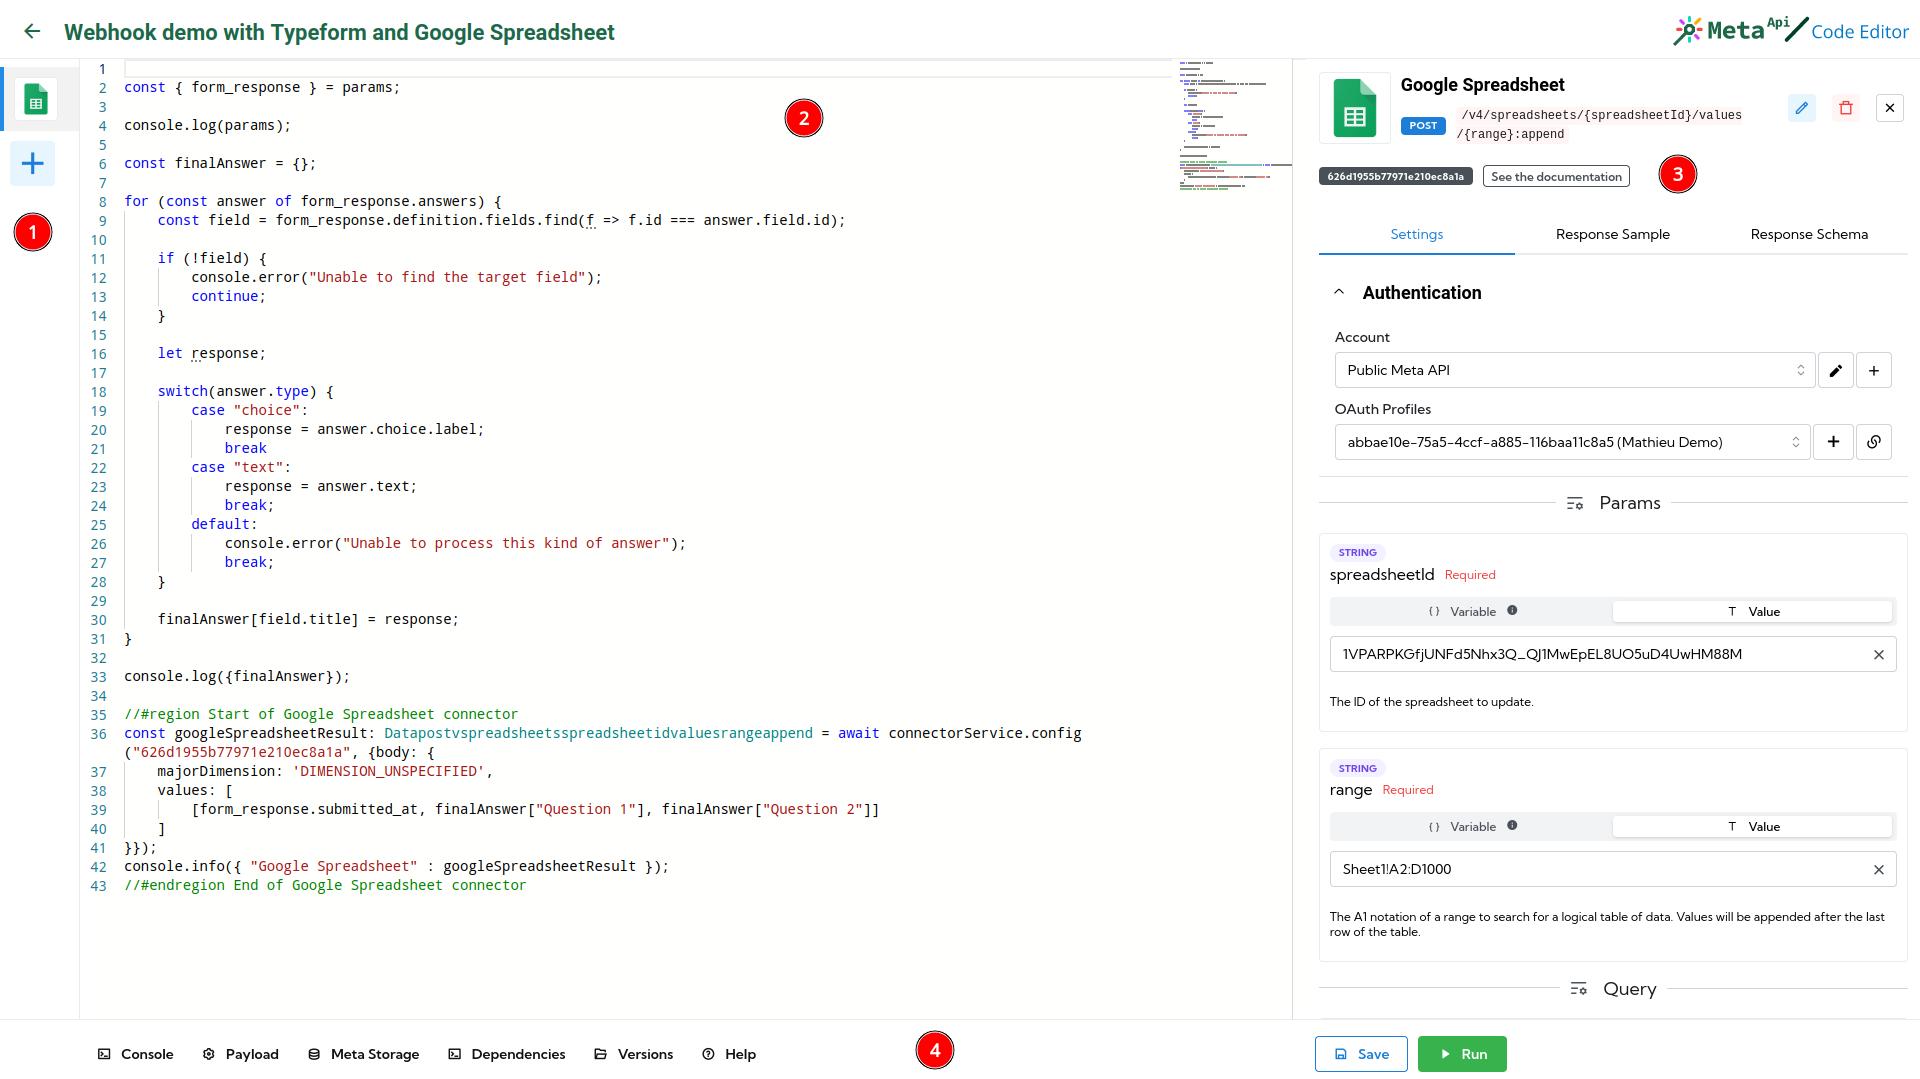 Webhook demo with Typeform and Google Spreadsheet
Meta Api Code Editor
1
1
2 const { form_response } = params;
3
4 console.log(params);
5
6 const finalAnswer = {};
7
8 for (const answer of form_response.answers) {
9 const field = form_response.definition.fields.find(f => f.id === answer.field.id);
10
11 if (!field) {
12 console.error("Unable to find the target field");
13 continue;
14 }
15
16 let response;
17
18 switch(answer.type) {
19 case "choice":
20 response = answer.choice.label;
21 break
22 case "text":
23 response = answer.text;
24 break;
25 default:
26 console.error("Unable to process this kind of answer");
27 break;
28 }
29
30 finalAnswer[field.title] = response;
31 }
32
33 console.log({finalAnswer});
34
35 //#region Start of Google Spreadsheet connector
36 const googleSpreadsheetResult: Datapostvspreadsheetsspreadsheetidvaluesrangeappend = await connectorService.config
("626d1955b77971e210ec8a1a", {body: {
37 majorDimension: 'DIMENSION_UNSPECIFIED',
38 values: [
39 [form_response.submitted_at, finalAnswer["Question 1"], finalAnswer["Question 2"]]
40 ]
41 }});
42 console.info({ "Google Spreadsheet" : googleSpreadsheetResult });
43 //#endregion End of Google Spreadsheet connector
2
Google Spreadsheet
POST /v4/spreadsheets/{spreadsheetId}/values
/{range}:append
626d1955b77971e210ec8a1a See the documentation
3
Settings Response Sample Response Schema
Authentication
Account
Public Meta API
OAuth Profiles
abbae10e-75a5-4ccf-a885-116baa11c8a5 (Mathieu Demo)
Params
STRING
spreadsheetId Required
{} Variable T Value
1VPARPKGfjUNFd5Nhx3Q_QJ1MwEpEL8UO5uD4UwHM88M
The ID of the spreadsheet to update.
STRING
range Required
{} Variable T Value
Sheet1!A2:D1000
The A1 notation of a range to search for a logical table of data. Values will be appended after the last
row of the table.
Query
Console Payload Meta Storage Dependencies Versions Help
4
Save Run